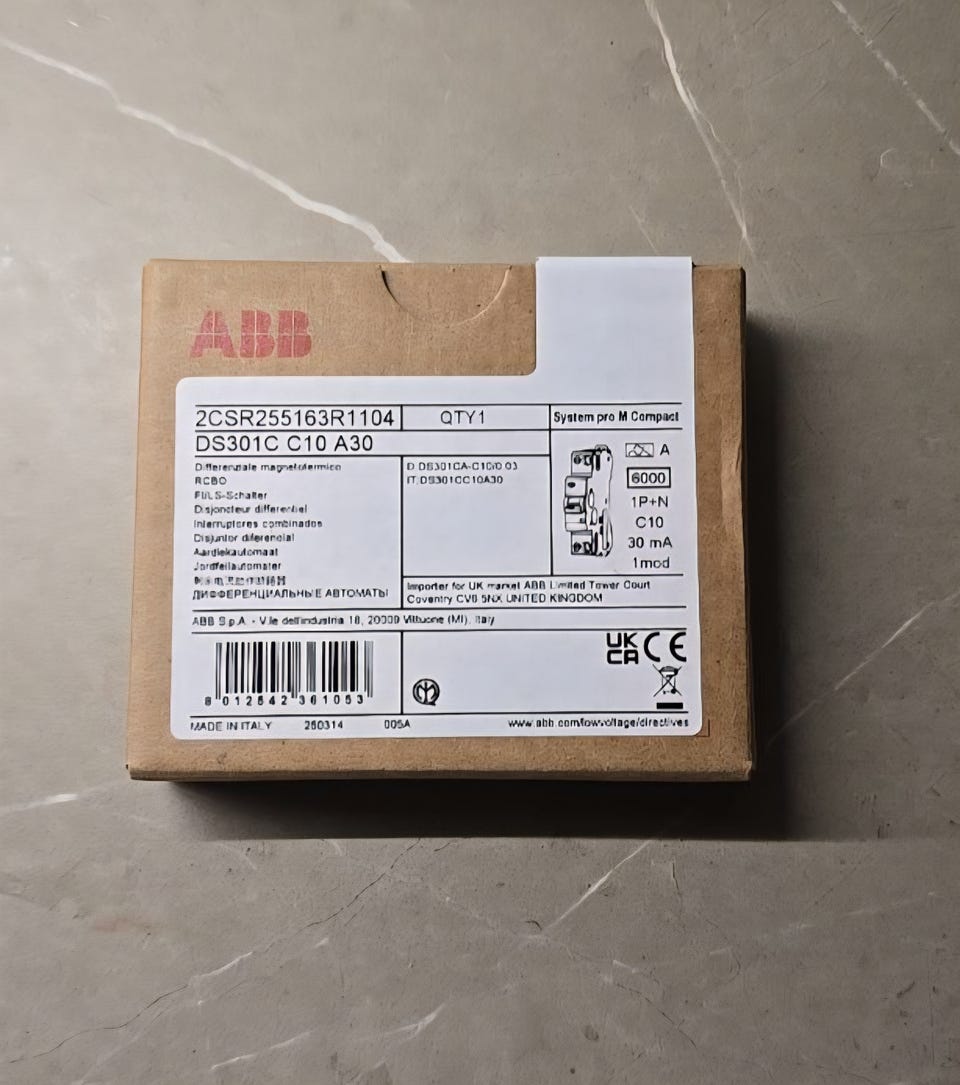 ABB
2CSR255163R1104
QTY1
System pro M Compact
DS301C C10 A30
Differenziale magnetotermico
RCBO
FI/LS-Schalter
Disjoncteur différentiel
Interruptores combinados
Disjuntor diferencial
Aardlekautomaat
Jordfeilautomater
ДИФФЕРЕНЦИАЛЬНЫЕ АВТОМАТЫ
D.DS301CA-C10/0.03
IT.DS301CC10A30
A
6000
1P+N
C10
30 mA
1mod
Importer for UK market ABB Limited Tower Court
Coventry CV6 5NX UNITED KINGDOM
ABB S.p.A. - V.le dell'industria 18, 20009 Vittuone (MI), Italy
8 012542 361053
UK
CA
CE
MADE IN ITALY
250314
005A
www.abb.com/lowvoltage/directives